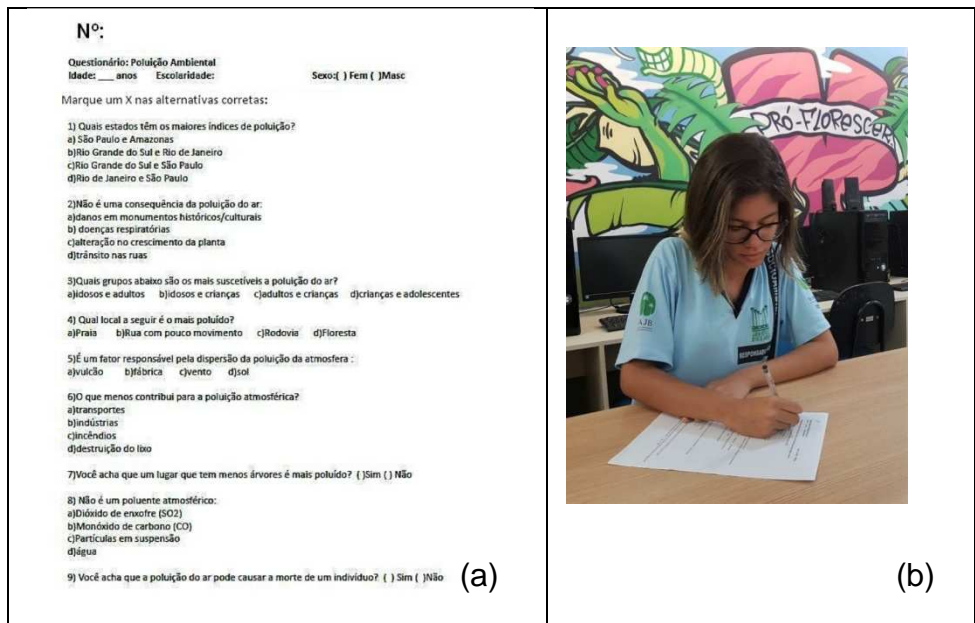 Nº:
Questionário: Poluição Ambiental
Idade: ___ anos Escolaridade: Sexo:( ) Fem ( )Masc
Marque um X nas alternativas corretas:
1) Quais estados têm os maiores índices de poluição?
a) São Paulo e Amazonas
b)Rio Grande do Sul e Rio de Janeiro
c)Rio Grande do Sul e São Paulo
d)Rio de Janeiro e São Paulo
2)Não é uma consequência da poluição do ar:
a)danos em monumentos históricos/culturais
b) doenças respiratórias
c)alteração no crescimento da planta
d)trânsito nas ruas
3)Quais grupos abaixo são os mais suscetíveis a poluição do ar?
a)idosos e adultos b)idosos e crianças c)adultos e crianças d)crianças e adolescentes
4) Qual local a seguir é o mais poluído?
a)Praia b)Rua com pouco movimento c)Rodovia d)Floresta
5)É um fator responsável pela dispersão da poluição da atmosfera :
a)vulcão b)fábrica c)vento d)sol
6)O que menos contribui para a poluição atmosférica?
a)transportes
b)indústrias
c)incêndios
d)destruição do lixo
7)Você acha que um lugar que tem menos árvores é mais poluído? ( )Sim ( ) Não
8) Não é um poluente atmosférico:
a)Dióxido de enxofre (SO2)
b)Monóxido de carbono (CO)
c)Partículas em suspensão
d)água
9) Você acha que a poluição do ar pode causar a morte de um indivíduo? ( ) Sim ( )Não
(a)
PRÓ-FLORESCER
AJB
(b)